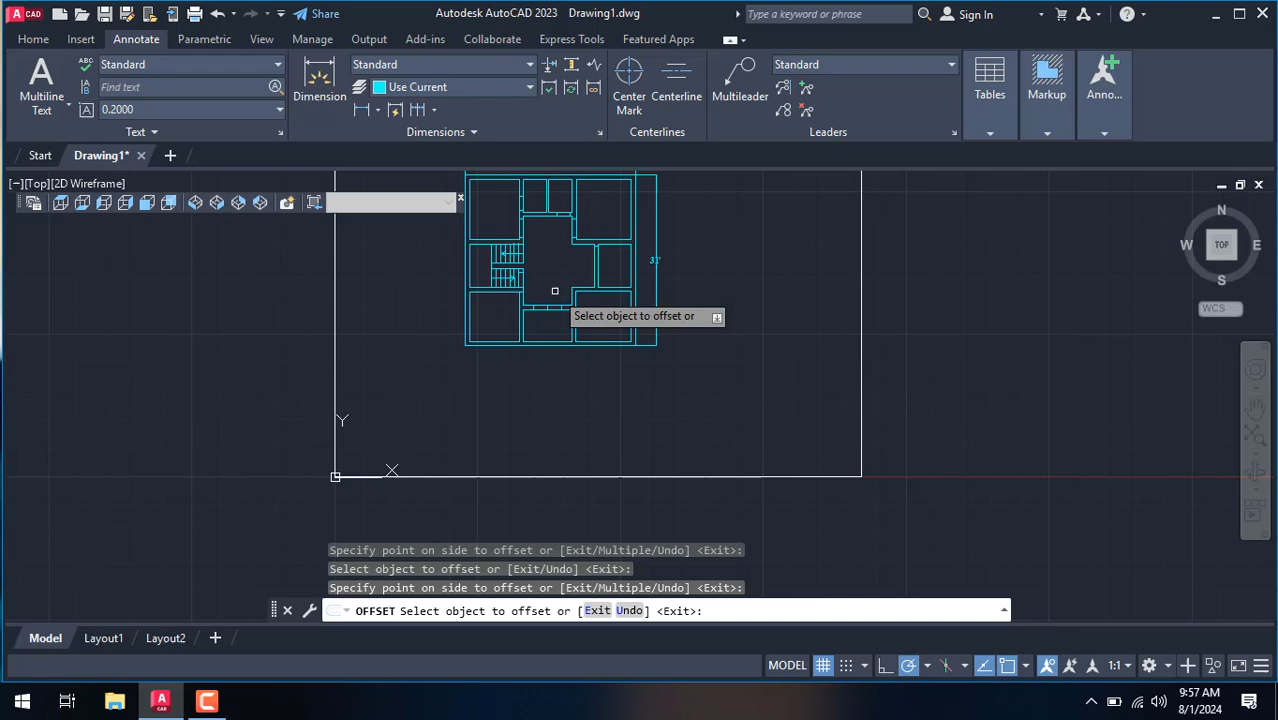 CAD
Share
Autodesk AutoCAD 2023 Drawing1.dwg
Type a keyword or phrase
Sign In
Home Insert Annotate Parametric View Manage Output Add-ins Collaborate Express Tools Featured Apps
Multiline
Text
Standard
Find text
0.2000
Text
Dimension
Standard
Use Current
Dimensions
Center
Mark
Centerline
Centerlines
Multileader
Standard
Leaders
Tables
Markup
Anno...
Start
Drawing1*
[−][Top][2D Wireframe]
N
W TOP E
S
WCS
Select object to offset or
Y
X
Specify point on side to offset or [Exit/Multiple/Undo] <Exit>:
Select object to offset or [Exit/Undo] <Exit>:
Specify point on side to offset or [Exit/Multiple/Undo] <Exit>:
OFFSET Select object to offset or [Exit Undo] <Exit>:
Model Layout1 Layout2 +
MODEL
1:1
9:57 AM
8/1/2024